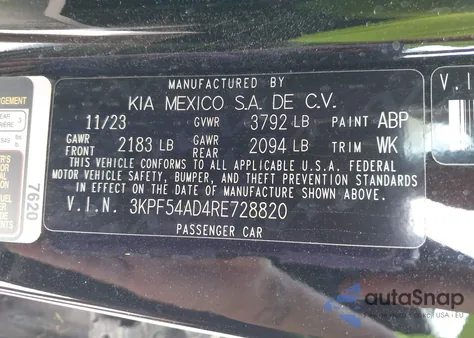 MANUFACTURED BY
KIA MEXICO S.A. DE C.V.
11/23 GVWR 3792 LB PAINT ABP
GAWR FRONT 2183 LB GAWR REAR 2094 LB TRIM WK
THIS VEHICLE CONFORMS TO ALL APPLICABLE U.S.A. FEDERAL
MOTOR VEHICLE SAFETY, BUMPER, AND THEFT PREVENTION STANDARDS
IN EFFECT ON THE DATE OF MANUFACTURE SHOWN ABOVE.
V.I.N. 3KPF54AD4RE728820
PASSENGER CAR
7620
V.I
autoSnap